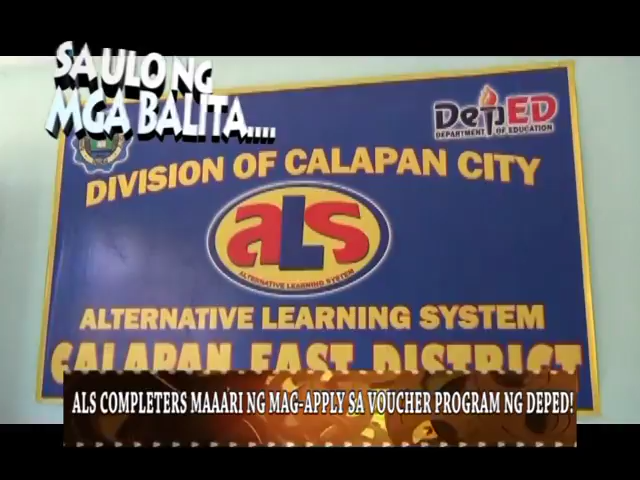 SA ULO NG
MGA BALITA....
DepED
DEPARTMENT OF EDUCATION
DIVISION OF CALAPAN CITY
aLS
ALTERNATIVE LEARNING SYSTEM
ALTERNATIVE LEARNING SYSTEM
CALAPAN EAST DISTRICT
ALS COMPLETERS MAAARI NG MAG-APPLY SA VOUCHER PROGRAM NG DEPED!